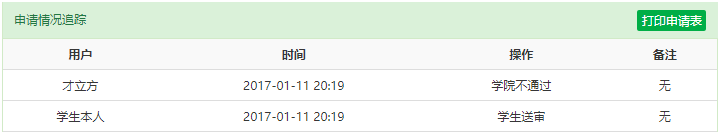 申请情况追踪 打印申请表
用户 时间 操作 备注
才立方 2017-01-11 20:19 学院不通过 无
学生本人 2017-01-11 20:19 学生送审 无